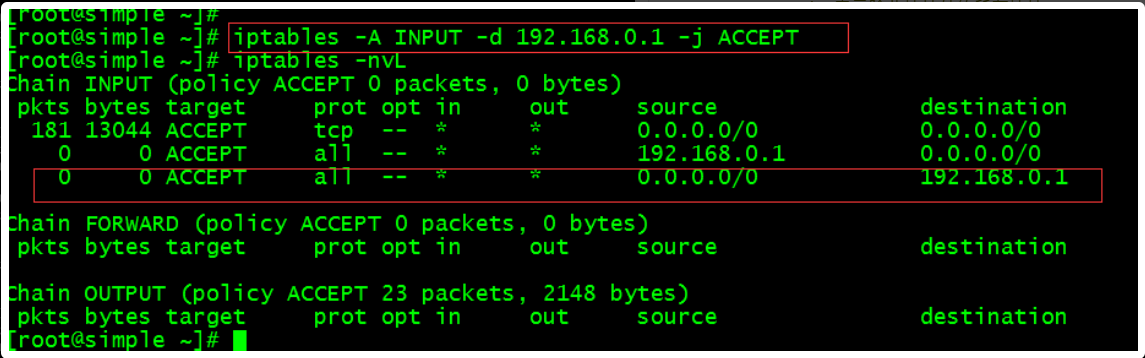 [root@simple ~]#
[root@simple ~]# iptables -A INPUT -d 192.168.0.1 -j ACCEPT
[root@simple ~]# iptables -nvL
Chain INPUT (policy ACCEPT 0 packets, 0 bytes)
pkts bytes target prot opt in out source destination
181 13044 ACCEPT tcp -- * * 0.0.0.0/0 0.0.0.0/0
0 0 ACCEPT all -- * * 192.168.0.1 0.0.0.0/0
0 0 ACCEPT all -- * * 0.0.0.0/0 192.168.0.1
Chain FORWARD (policy ACCEPT 0 packets, 0 bytes)
pkts bytes target prot opt in out source destination
Chain OUTPUT (policy ACCEPT 23 packets, 2148 bytes)
pkts bytes target prot opt in out source destination
[root@simple ~]#